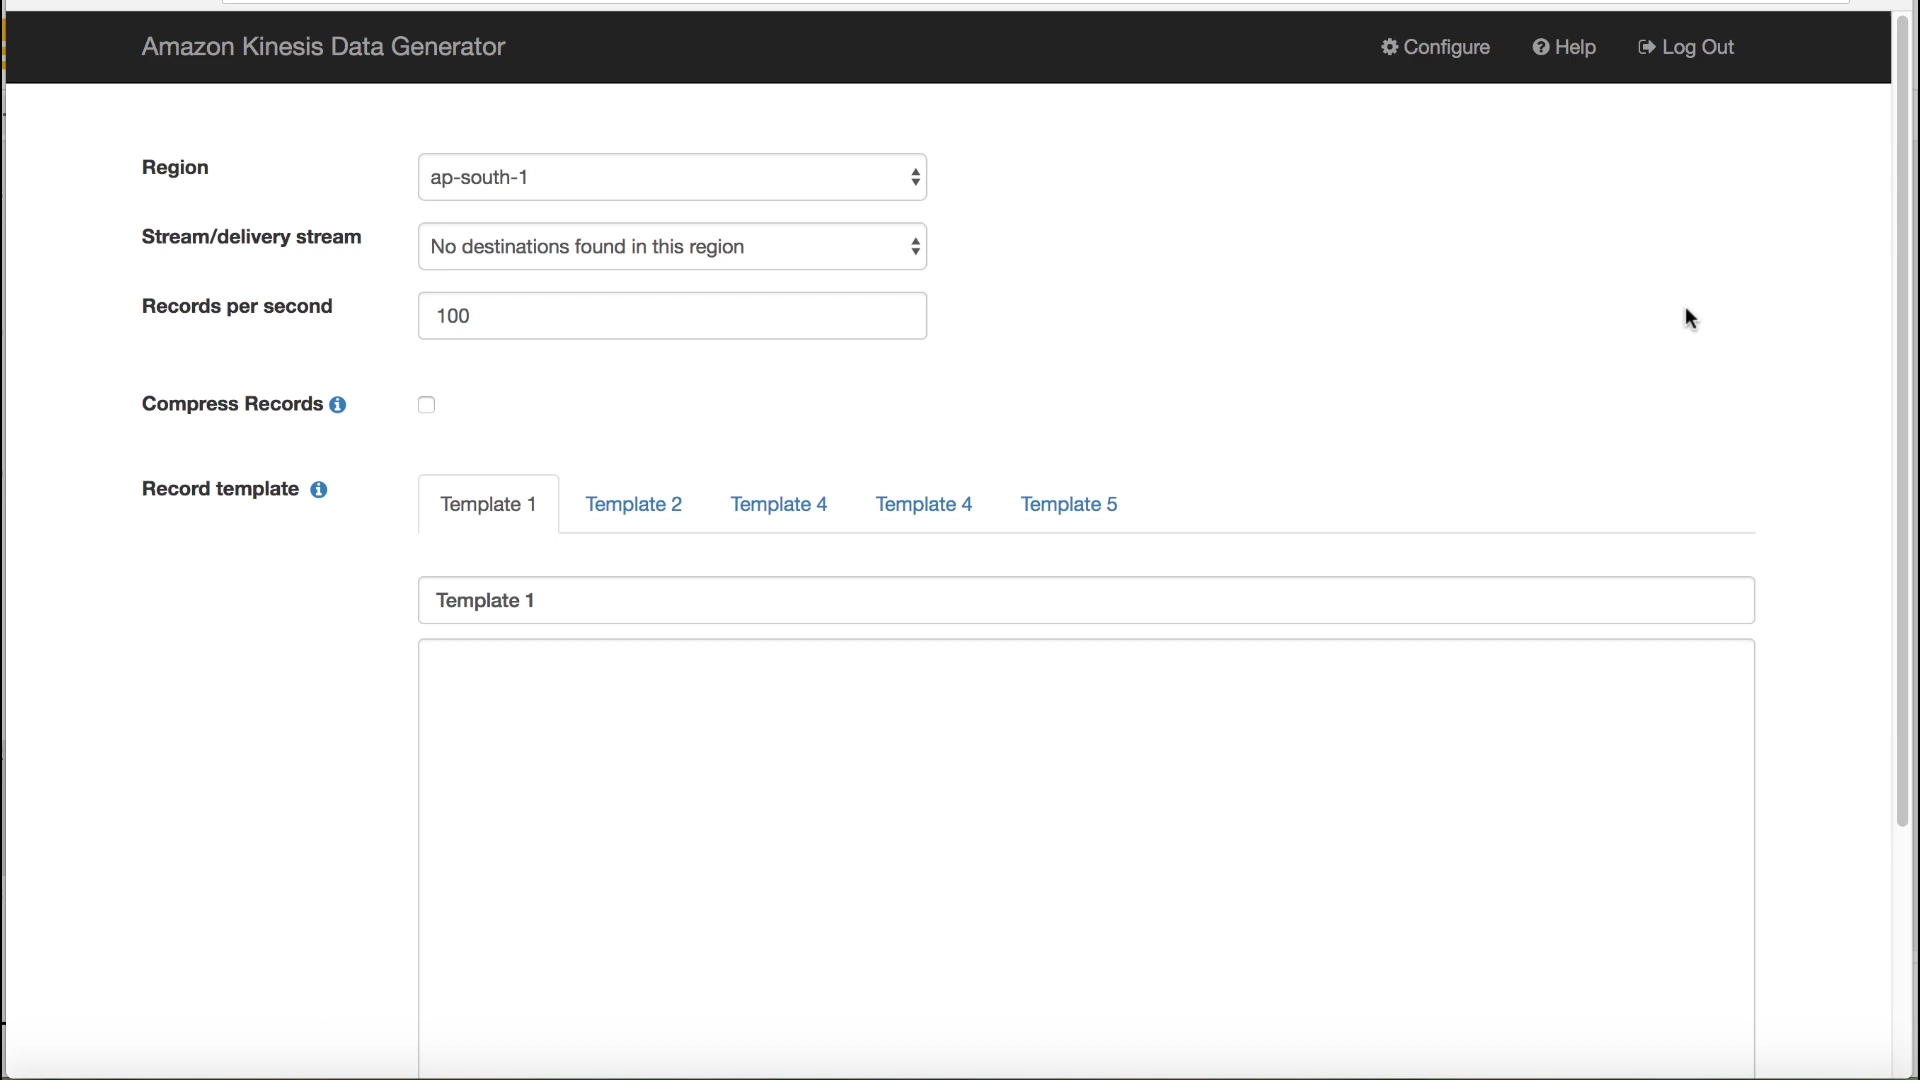 Amazon Kinesis Data Generator
Configure
Help
Log Out
Region
ap-south-1
Stream/delivery stream
No destinations found in this region
Records per second
100
Compress Records
Record template
Template 1
Template 2
Template 4
Template 4
Template 5
Template 1